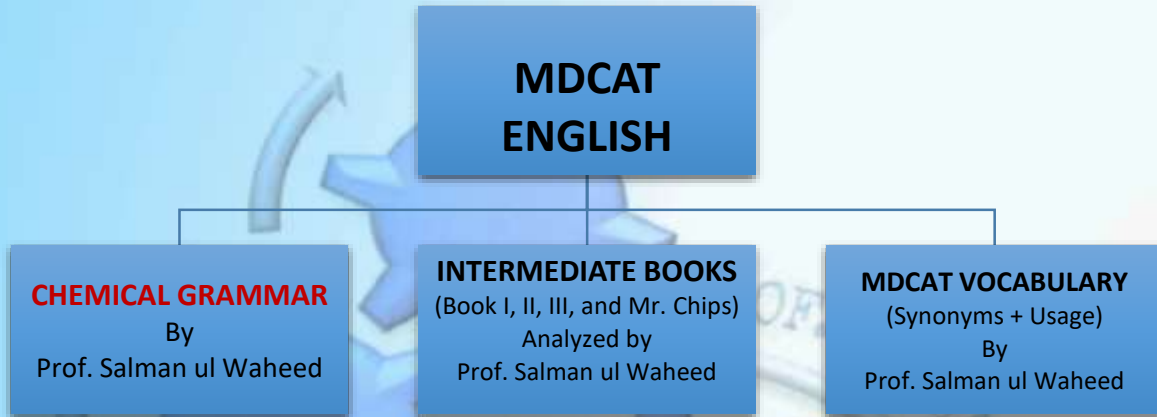 MDCAT
ENGLISH
CHEMICAL GRAMMAR
By
Prof. Salman ul Waheed
INTERMEDIATE BOOKS
(Book I, II, III, and Mr. Chips)
Analyzed by
Prof. Salman ul Waheed
MDCAT VOCABULARY
(Synonyms + Usage)
By
Prof. Salman ul Waheed
OF